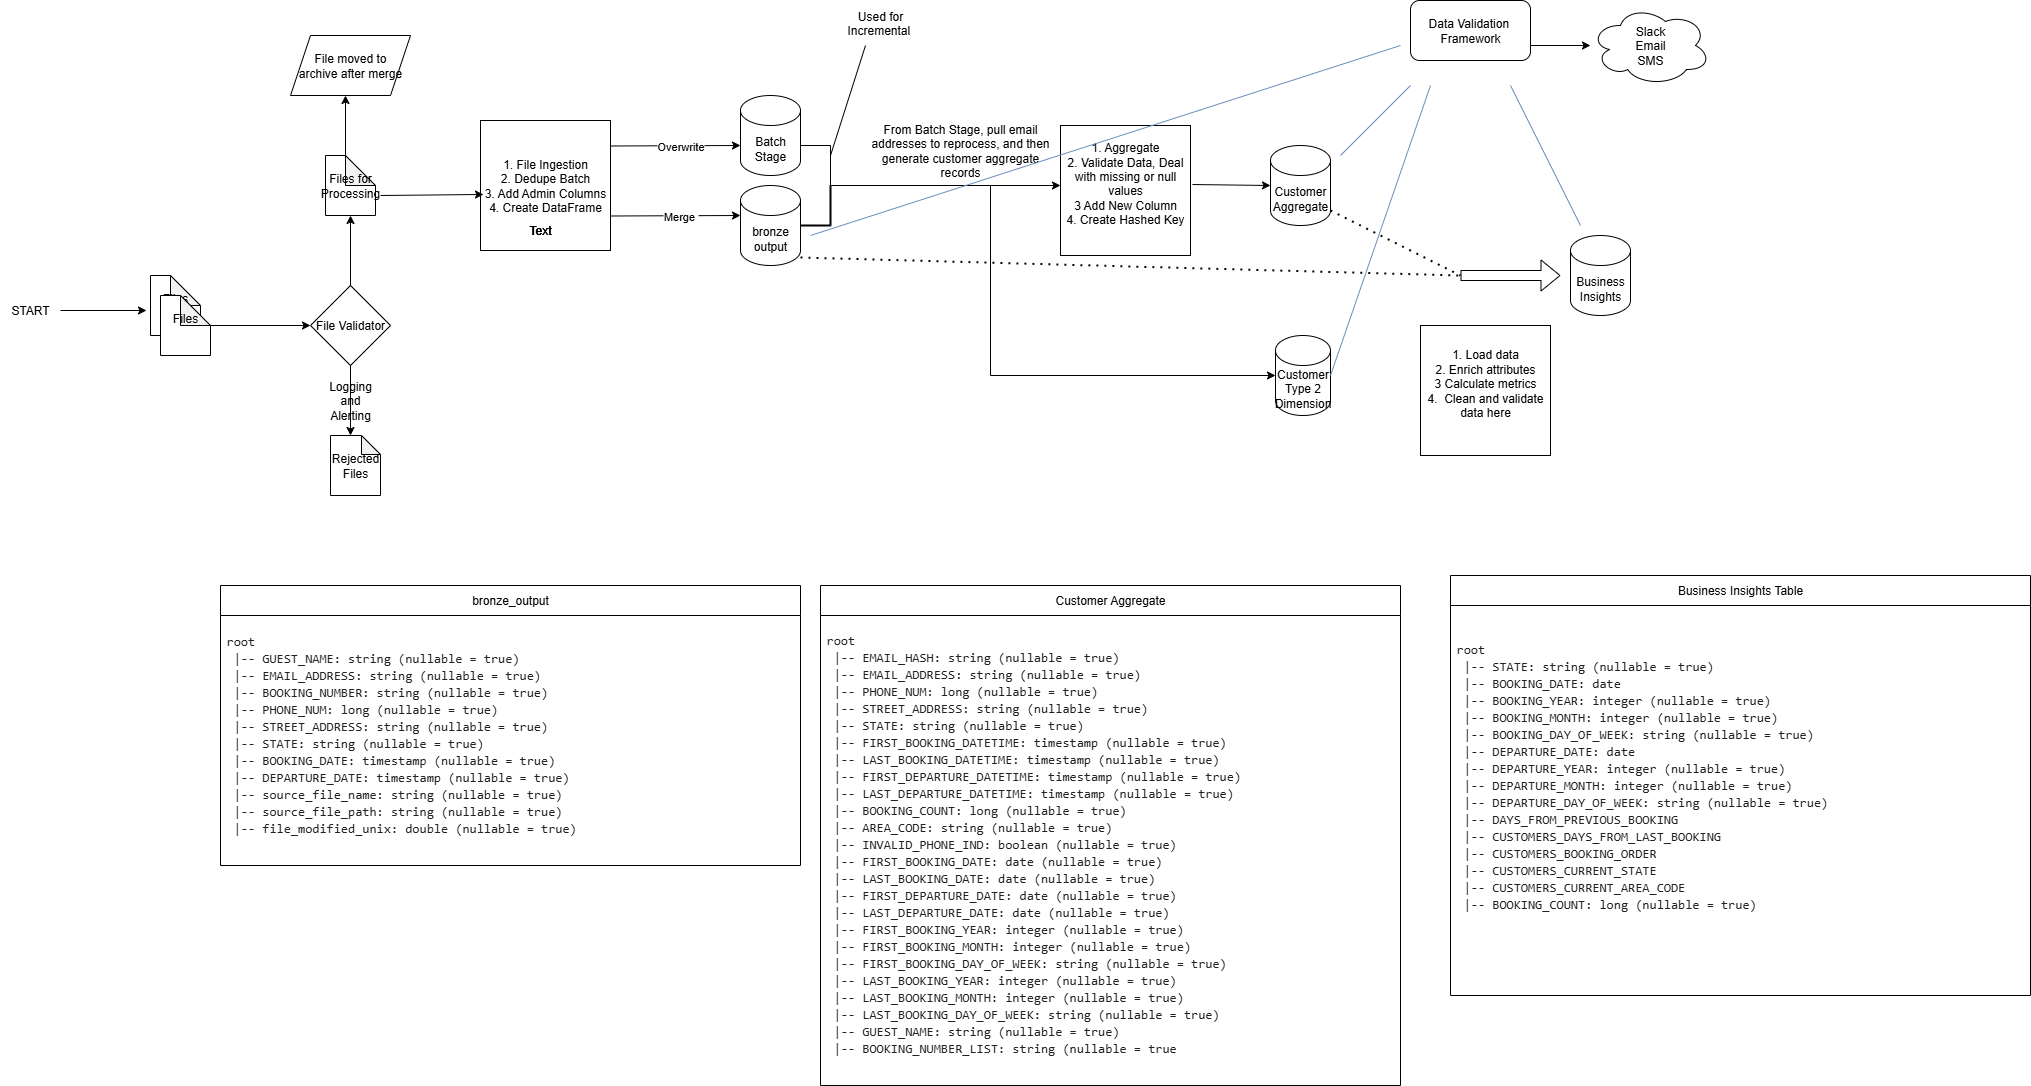 Used for
Incremental
Data Validation
Framework
Slack
Email
SMS
File moved to
archive after merge
Files for
Processing
1. File Ingestion
2. Dedupe Batch
3. Add Admin Columns
4. Create DataFrame
Text
Overwrite
Merge
Batch
Stage
bronze
output
From Batch Stage, pull email
addresses to reprocess, and then
generate customer aggregate
records
1. Aggregate
2. Validate Data, Deal
with missing or null
values
3 Add New Column
4. Create Hashed Key
Customer
Aggregate
Business
Insights
START
Files
File Validator
Logging
and
Alerting
Rejected
Files
Customer
Type 2
Dimension
1. Load data
2. Enrich attributes
3 Calculate metrics
4.  Clean and validate
data here
bronze_output
root
|-- GUEST_NAME: string (nullable = true)
|-- EMAIL_ADDRESS: string (nullable = true)
|-- BOOKING_NUMBER: string (nullable = true)
|-- PHONE_NUM: long (nullable = true)
|-- STREET_ADDRESS: string (nullable = true)
|-- STATE: string (nullable = true)
|-- BOOKING_DATE: timestamp (nullable = true)
|-- DEPARTURE_DATE: timestamp (nullable = true)
|-- source_file_name: string (nullable = true)
|-- source_file_path: string (nullable = true)
|-- file_modified_unix: double (nullable = true)
Customer Aggregate
root
|-- EMAIL_HASH: string (nullable = true)
|-- EMAIL_ADDRESS: string (nullable = true)
|-- PHONE_NUM: long (nullable = true)
|-- STREET_ADDRESS: string (nullable = true)
|-- STATE: string (nullable = true)
|-- FIRST_BOOKING_DATETIME: timestamp (nullable = true)
|-- LAST_BOOKING_DATETIME: timestamp (nullable = true)
|-- FIRST_DEPARTURE_DATETIME: timestamp (nullable = true)
|-- LAST_DEPARTURE_DATETIME: timestamp (nullable = true)
|-- BOOKING_COUNT: long (nullable = true)
|-- AREA_CODE: string (nullable = true)
|-- INVALID_PHONE_IND: boolean (nullable = true)
|-- FIRST_BOOKING_DATE: date (nullable = true)
|-- LAST_BOOKING_DATE: date (nullable = true)
|-- FIRST_DEPARTURE_DATE: date (nullable = true)
|-- LAST_DEPARTURE_DATE: date (nullable = true)
|-- FIRST_BOOKING_YEAR: integer (nullable = true)
|-- FIRST_BOOKING_MONTH: integer (nullable = true)
|-- FIRST_BOOKING_DAY_OF_WEEK: string (nullable = true)
|-- LAST_BOOKING_YEAR: integer (nullable = true)
|-- LAST_BOOKING_MONTH: integer (nullable = true)
|-- LAST_BOOKING_DAY_OF_WEEK: string (nullable = true)
|-- GUEST_NAME: string (nullable = true)
|-- BOOKING_NUMBER_LIST: string (nullable = true
Business Insights Table
root
|-- STATE: string (nullable = true)
|-- BOOKING_DATE: date
|-- BOOKING_YEAR: integer (nullable = true)
|-- BOOKING_MONTH: integer (nullable = true)
|-- BOOKING_DAY_OF_WEEK: string (nullable = true)
|-- DEPARTURE_DATE: date
|-- DEPARTURE_YEAR: integer (nullable = true)
|-- DEPARTURE_MONTH: integer (nullable = true)
|-- DEPARTURE_DAY_OF_WEEK: string (nullable = true)
|-- DAYS_FROM_PREVIOUS_BOOKING
|-- CUSTOMERS_DAYS_FROM_LAST_BOOKING
|-- CUSTOMERS_BOOKING_ORDER
|-- CUSTOMERS_CURRENT_STATE
|-- CUSTOMERS_CURRENT_AREA_CODE
|-- BOOKING_COUNT: long (nullable = true)